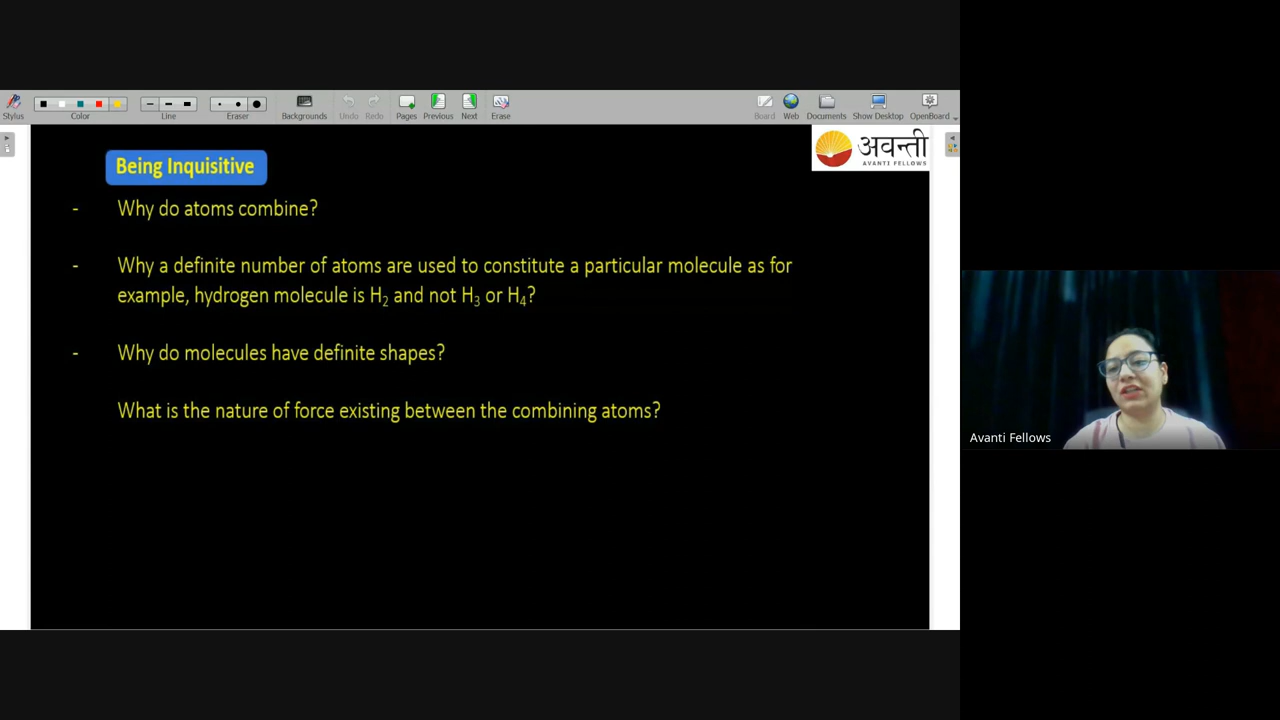 Stylus
Color
Line
Eraser
Backgrounds
Undo
Redo
Pages
Previous
Next
Erase
Board
Web
Documents
Show Desktop
OpenBoard
अवन्ती
AVANTI FELLOWS
Being Inquisitive
- Why do atoms combine?
- Why a definite number of atoms are used to constitute a particular molecule as for
example, hydrogen molecule is H₂ and not H₃ or H₄?
- Why do molecules have definite shapes?
What is the nature of force existing between the combining atoms?
Avanti Fellows